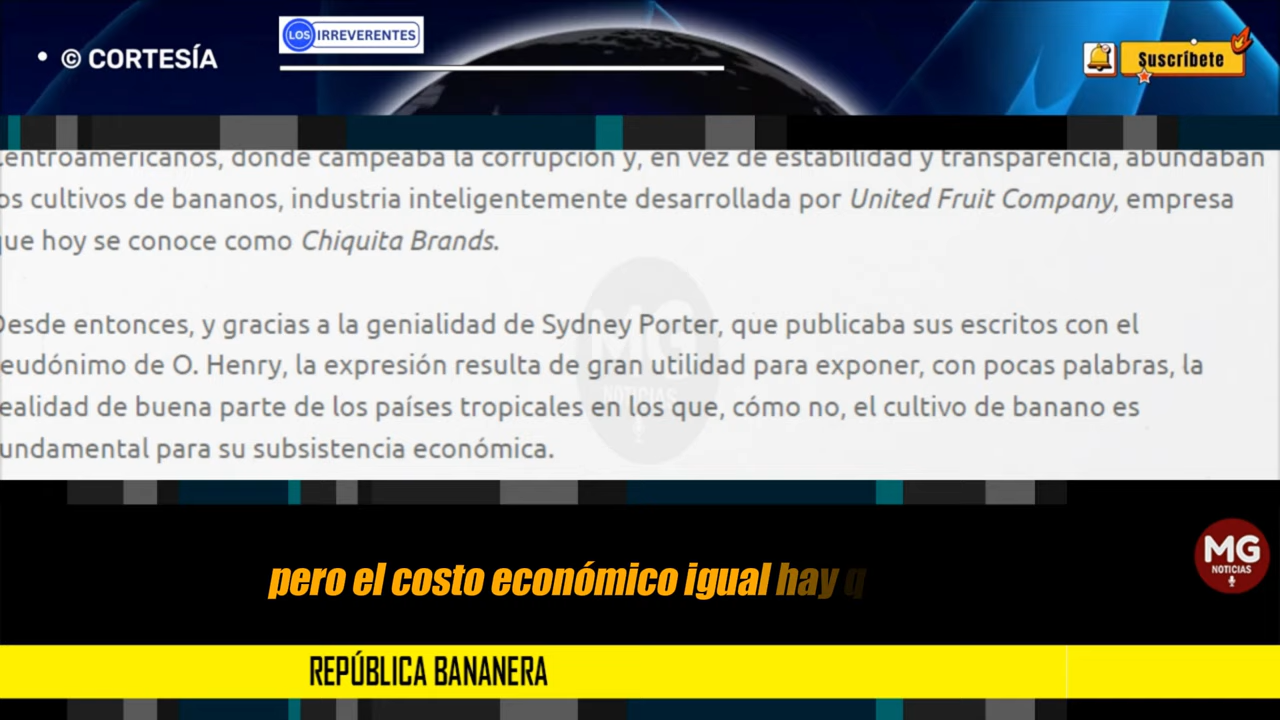 • © CORTESÍA
LOS IRREVERENTES
Suscríbete
entroamericanos, donde campeaba la corrupción y, en vez de estabilidad y transparencia, abundaban
os cultivos de bananos, industria inteligentemente desarrollada por United Fruit Company, empresa
ue hoy se conoce como Chiquita Brands.
Desde entonces, y gracias a la genialidad de Sydney Porter, que publicaba sus escritos con el
eudónimo de O. Henry, la expresión resulta de gran utilidad para exponer, con pocas palabras, la
ealidad de buena parte de los países tropicales en los que, cómo no, el cultivo de banano es
undamental para su subsistencia económica.
MG
NOTICIAS
pero el costo económico igual hay q
MG
NOTICIAS
REPÚBLICA BANANERA